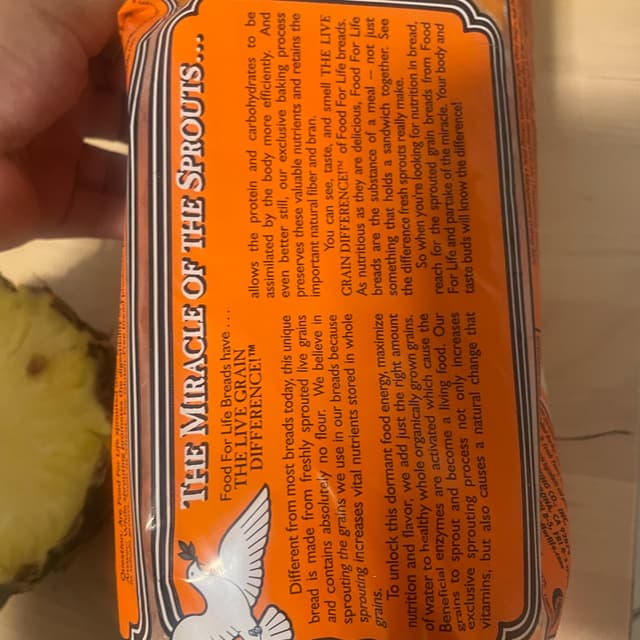 THE MIRACLE OF THE SPROUTS...
Food For Life Breads have ....
THE LIVE GRAIN
DIFFERENCE!™
Different from most breads today, this unique
bread is made from freshly sprouted live grains
and contains absolutely no flour. We believe in
sprouting the grains we use in our breads because
sprouting increases vital nutrients stored in whole
grains.
To unlock this dormant food energy, maximize
nutrition and flavor, we add just the right amount
of water to healthy whole organically grown grains.
Beneficial enzymes are activated which cause the
grains to sprout and become a living food. Our
exclusive sprouting process not only increases
vitamins, but also causes a natural change that
allows the protein and carbohydrates to be
assimilated by the body more efficiently. And
even better still, our exclusive baking process
preserves these valuable nutrients and retains the
important natural fiber and bran.
You can see, taste, and smell THE LIVE
GRAIN DIFFERENCE!™ of Food For Life breads.
As nutritious as they are delicious, Food For Life
breads are the substance of a meal – not just
something that holds a sandwich together. See
the difference fresh sprouts really make.
So when you're looking for nutrition in bread,
reach for the sprouted grain breads from Food
For Life and partake of the miracle. Your body and
taste buds will know the difference!